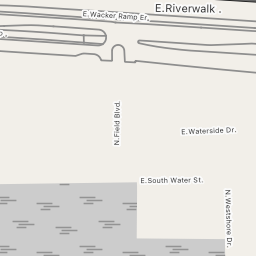 E.Riverwalk .
E.Wacker Ramp Er.
N.Field Blvd.
E.Waterside Dr.
E.South Water St.
N.Westshore Dr.